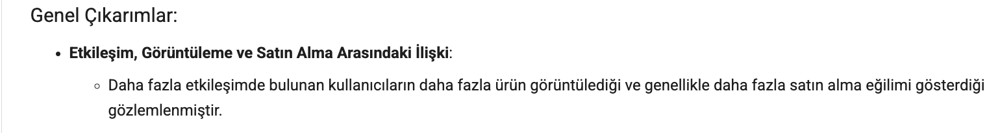 Genel Çıkarımlar:
• Etkileşim, Görüntüleme ve Satın Alma Arasındaki İlişki:
◦ Daha fazla etkileşimde bulunan kullanıcıların daha fazla ürün görüntülediği ve genellikle daha fazla satın alma eğilimi gösterdiği
gözlemlenmiştir.